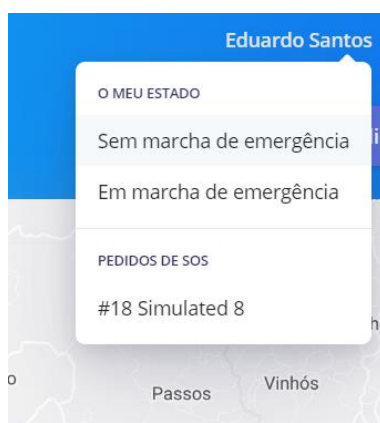 Eduardo Santos
O MEU ESTADO
Sem marcha de emergência
Em marcha de emergência
PEDIDOS DE SOS
#18 Simulated 8
Passos
Vinhós